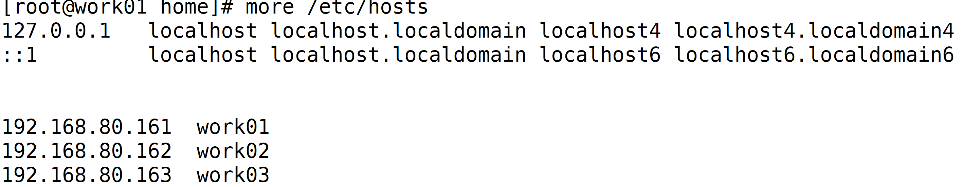 [root@work01 home]# more /etc/hosts
127.0.0.1   localhost localhost.localdomain localhost4 localhost4.localdomain4
::1         localhost localhost.localdomain localhost6 localhost6.localdomain6
192.168.80.161  work01
192.168.80.162  work02
192.168.80.163  work03